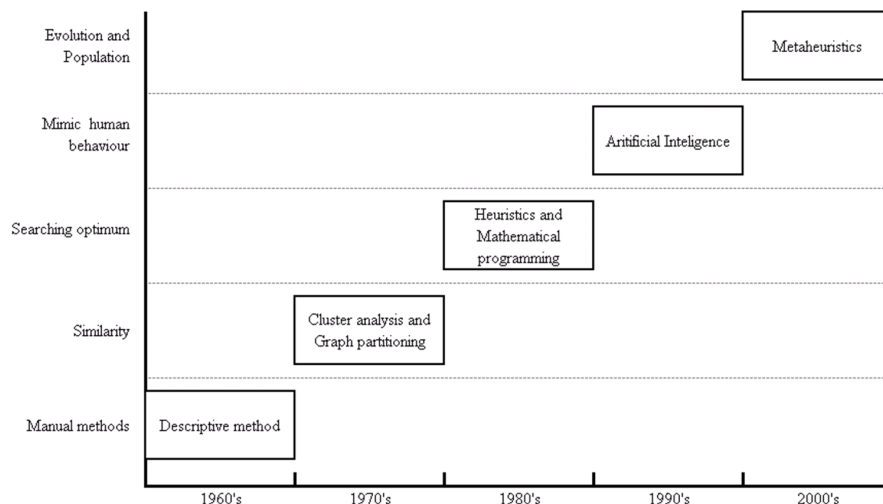 Evolution and
Population
Metaheuristics
Mimic human
behaviour
Aritificial Inteligence
Searching optimum
Heuristics and
Mathematical
programming
Similarity
Cluster analysis and
Graph partitioning
Manual methods
Descriptive method
1960's
1970's
1980's
1990's
2000's